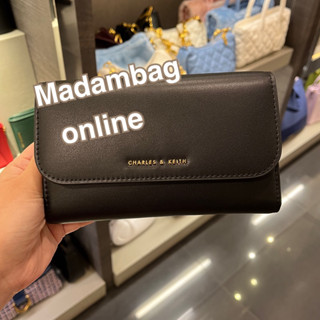 Madambag
online
CHARLES & KEITH